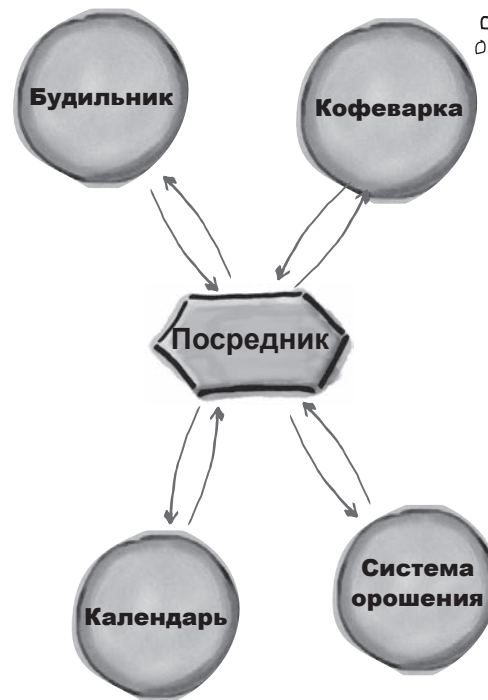 Будильник
Кофеварка
Посредник
Календарь
Система
орошения